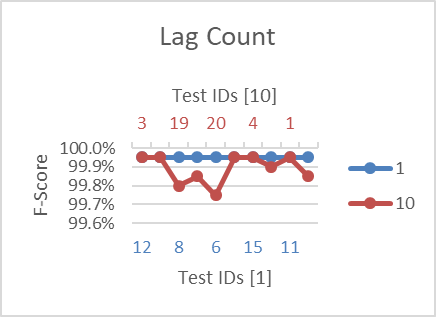 Lag Count
Test IDs [10]
3 19 20 4 1
100.0%
99.9%
99.8%
99.7%
99.6%
F-Score
12 8 6 15 11
Test IDs [1]
1
10